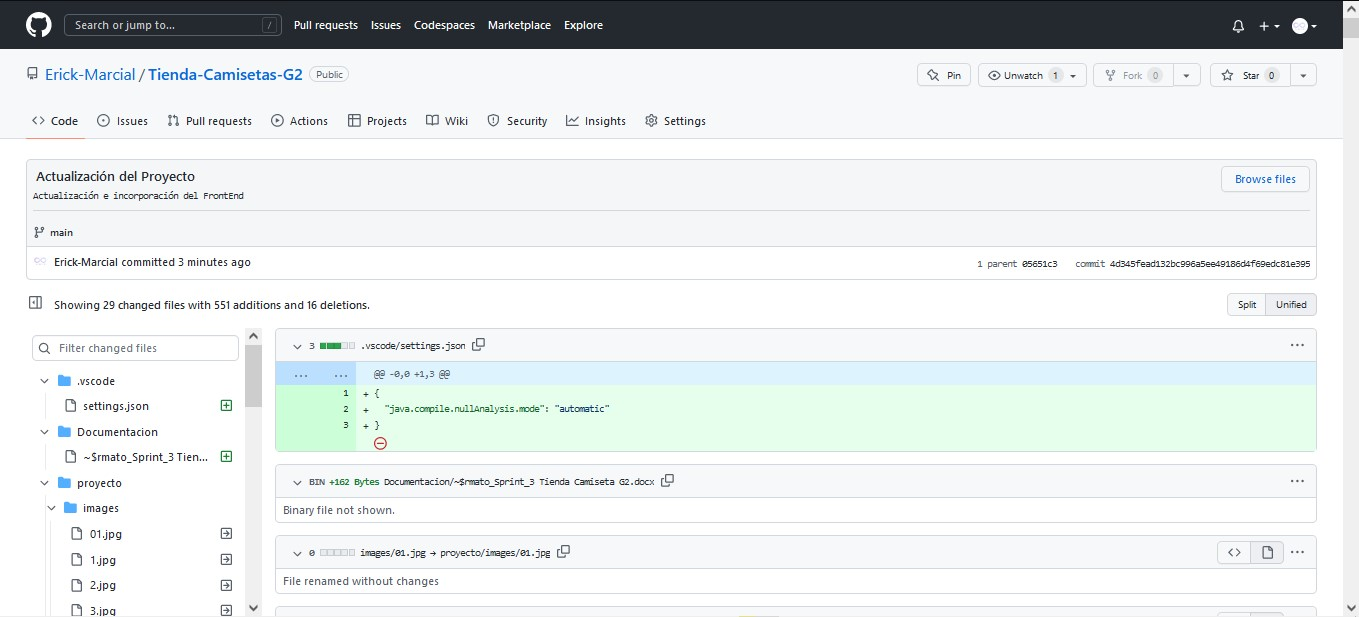 Search or jump to... /
Pull requests Issues Codespaces Marketplace Explore
Erick-Marcial / Tienda-Camisetas-G2 Public
Pin Unwatch 1 Fork 0 Star 0
Code Issues Pull requests Actions Projects Wiki Security Insights Settings
Actualización del Proyecto
Browse files
Actualización e incorporación del FrontEnd
main
Erick-Marcial committed 3 minutes ago
1 parent 05651c3 commit 4d345fead132bc996a5ee49186d4f69edc81e395
Showing 29 changed files with 551 additions and 16 deletions.
Split Unified
Filter changed files
.vscode
settings.json
Documentacion
~$rmato_Sprint_3 Tien...
proyecto
images
01.jpg
1.jpg
2.jpg
3.jpg
3 .vscode/settings.json
... ... @@ -0,0 +1,3 @@
1 + {
2 + "java.compile.nullAnalysis.mode": "automatic"
3 + }
BIN +162 Bytes Documentacion/~$rmato_Sprint_3 Tienda Camiseta G2.docx
Binary file not shown.
0 images/01.jpg → proyecto/images/01.jpg
File renamed without changes